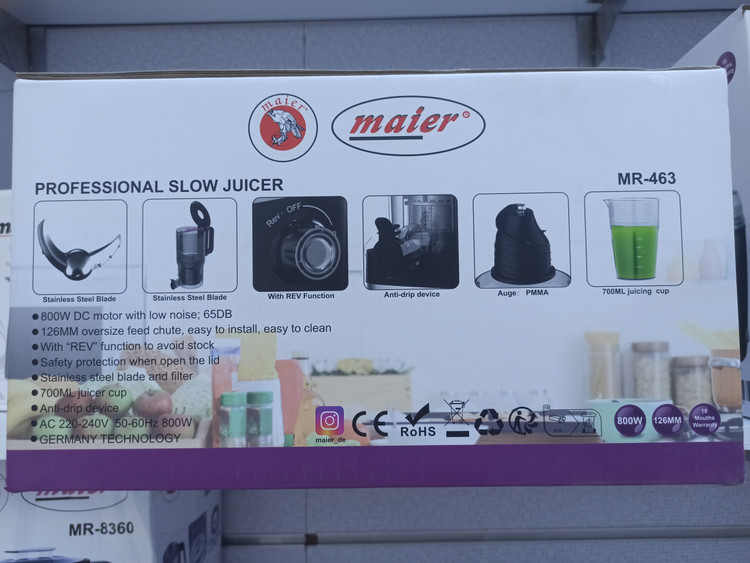 maier®
maier®
PROFESSIONAL SLOW JUICER
MR-463
Rev - OFF
Stainless Steel Blade
Stainless Steel Blade
With REV Function
Anti-drip device
Auge: PMMA
700ML juicing cup
800W DC motor with low noise; 65DB
126MM oversize feed chute, easy to install, easy to clean
With “REV” function to avoid stock
Safety protection when open the lid
Stainless steel blade and filter
700ML juicer cup
Anti-drip device
AC 220-240V 50-60Hz 800W
GERMANY TECHNOLOGY
maier_de
CE
RoHS
800W
126MM
18
Mouths
Warranty
MR-8360